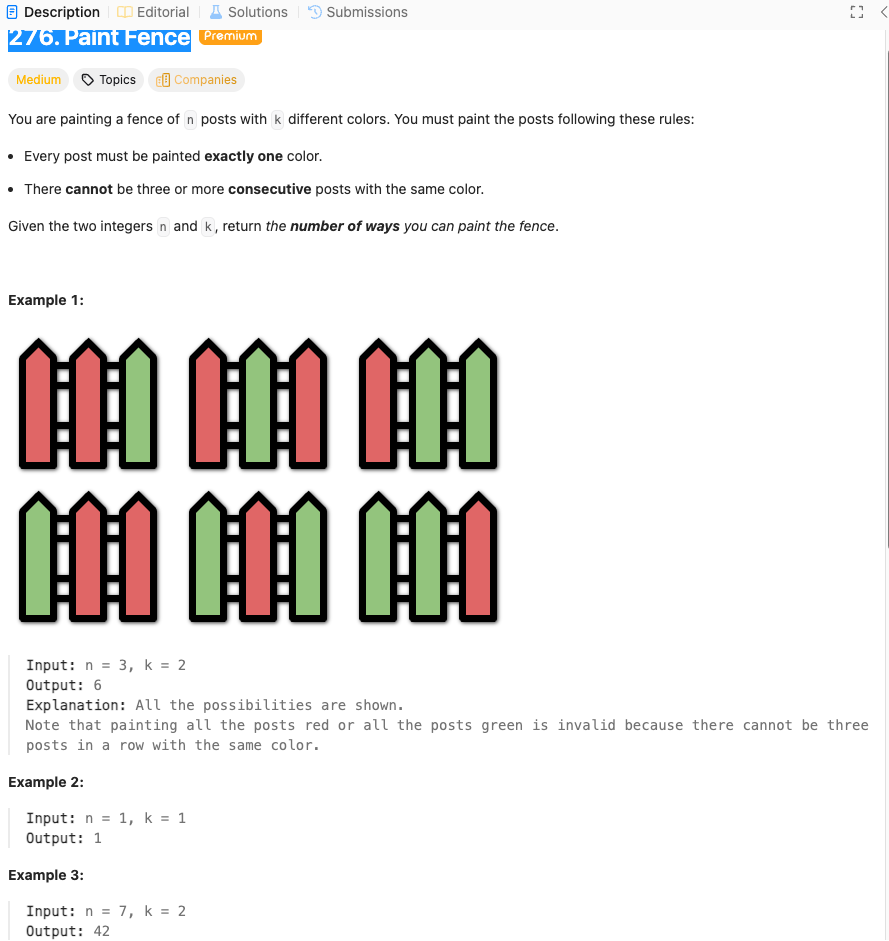 Description Editorial Solutions Submissions
276. Paint Fence Premium
Medium Topics Companies
You are painting a fence of n posts with k different colors. You must paint the posts following these rules:
• Every post must be painted exactly one color.
• There cannot be three or more consecutive posts with the same color.
Given the two integers n and k, return the number of ways you can paint the fence.
Example 1:
Input: n = 3, k = 2
Output: 6
Explanation: All the possibilities are shown.
Note that painting all the posts red or all the posts green is invalid because there cannot be three
posts in a row with the same color.
Example 2:
Input: n = 1, k = 1
Output: 1
Example 3:
Input: n = 7, k = 2
Output: 42